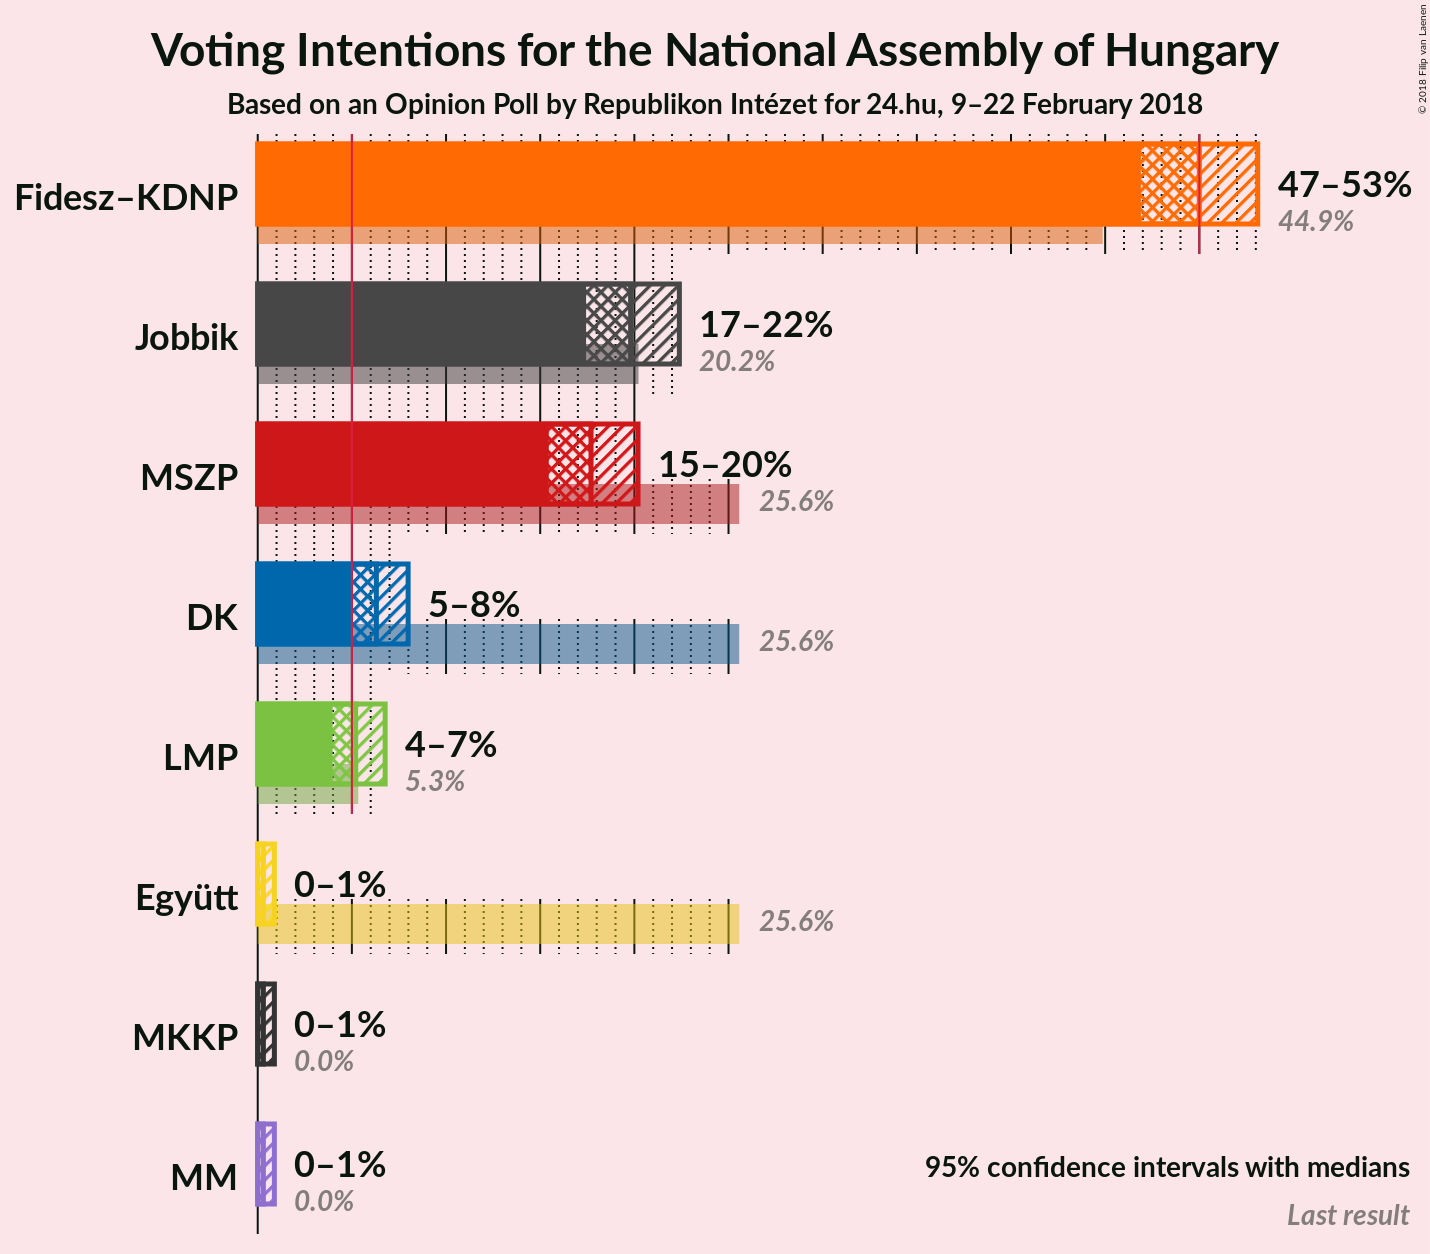 Voting Intentions for the National Assembly of Hungary
Based on an Opinion Poll by Republikon Intézet for 24.hu, 9–22 February 2018
© 2018 Filip van Laenen
Fidesz–KDNP
47–53%
44.9%
Jobbik
17–22%
20.2%
MSZP
15–20%
25.6%
DK
5–8%
25.6%
LMP
4–7%
5.3%
Együtt
0–1%
25.6%
MKKP
0–1%
0.0%
MM
0–1%
0.0%
95% confidence intervals with medians
Last result